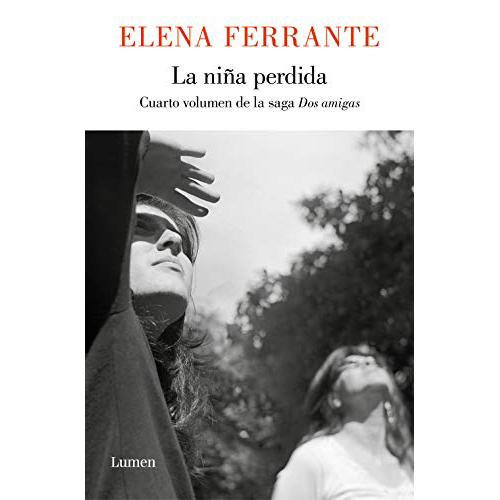 ELENA FERRANTE
La niña perdida
Cuarto volumen de la saga Dos amigas
Lumen